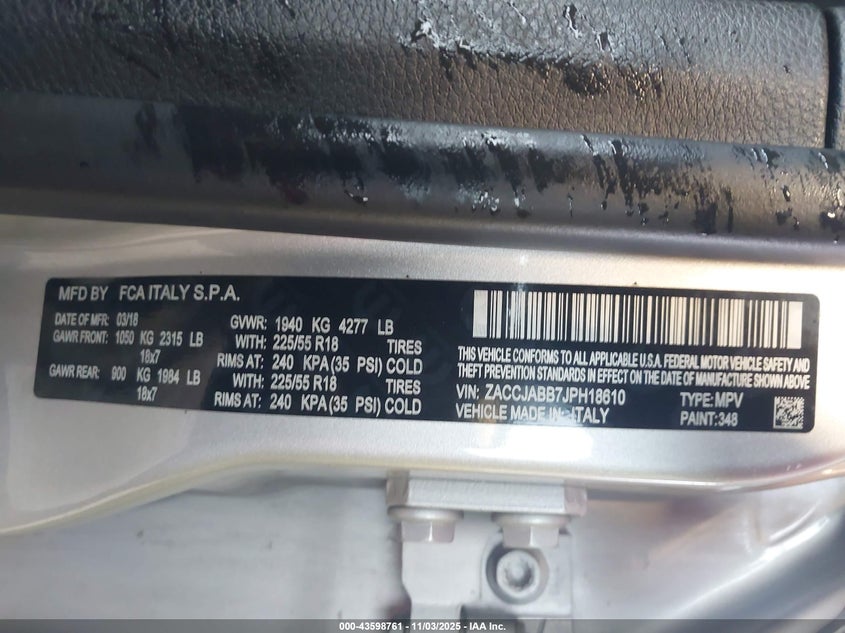 MFD BY FCA ITALY S.P.A.
DATE OF MFR: 03/18 GVWR: 1940 KG 4277 LB
GAWR FRONT: 1050 KG 2315 LB WITH: 225/55 R18 TIRES
18x7 RIMS AT: 240 KPA(35 PSI) COLD
GAWR REAR: 900 KG 1984 LB WITH: 225/55 R18 TIRES
18x7 RIMS AT: 240 KPA(35 PSI) COLD
THIS VEHICLE CONFORMS TO ALL APPLICABLE U.S.A. FEDERAL MOTOR VEHICLE SAFETY AND
THEFT PREVENTION STANDARDS IN EFFECT ON THE DATE OF MANUFACTURE SHOWN ABOVE.
VIN: ZACCJABB7JPH18610 TYPE: MPV
VEHICLE MADE IN: ITALY PAINT:348
000-43598761 - 11/03/2025 - IAA Inc.